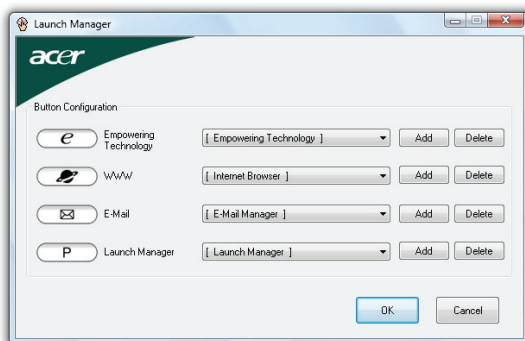 Launch Manager
acer
Button Configuration
e Empowering Technology [ Empowering Technology ] Add Delete
WWW [ Internet Browser ] Add Delete
E-Mail [ E-Mail Manager ] Add Delete
P Launch Manager [ Launch Manager ] Add Delete
OK Cancel